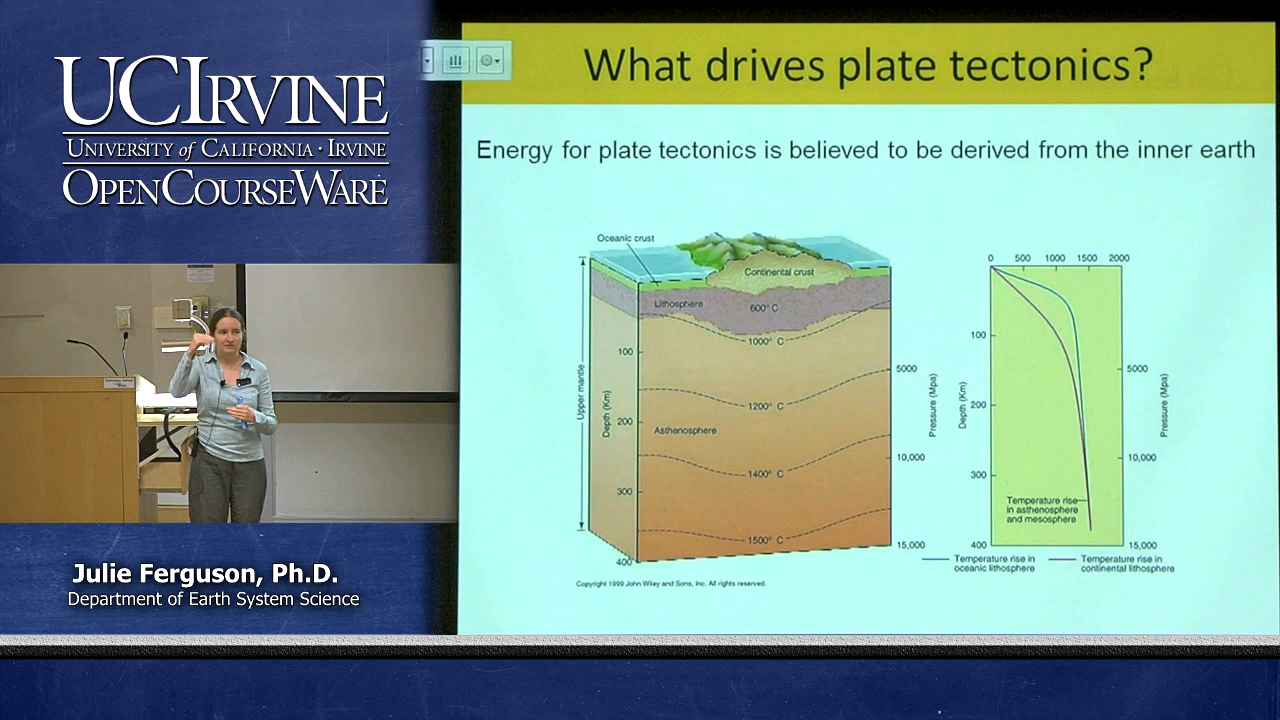 UCIRVINE
UNIVERSITY of CALIFORNIA · IRVINE
OPENCOURSEWARE
Julie Ferguson, Ph.D.
Department of Earth System Science
What drives plate tectonics?
Energy for plate tectonics is believed to be derived from the inner earth
Oceanic crust
Continental crust
Lithosphere
600° C
1000° C
1200° C
Asthenosphere
1400° C
1500° C
Upper mantle
Depth (Km)
100
200
300
400
5000
10,000
15,000
Pressure (Mpa)
0 500 1000 1500 2000
Depth (Km)
100
200
300
400
5000
10,000
15,000
Pressure (Mpa)
Temperature rise
in asthenosphere
and mesosphere
Temperature rise in
oceanic lithosphere
Temperature rise in
continental lithosphere
Copyright 1999 John Wiley and Sons, Inc. All rights reserved.